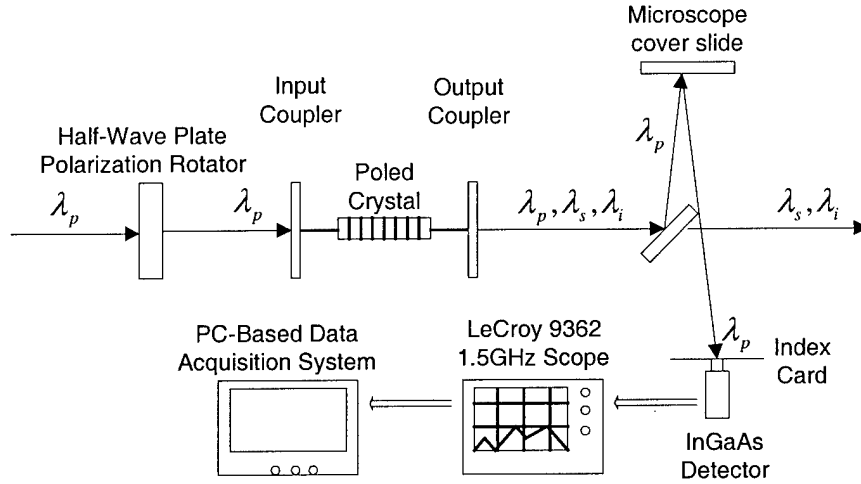 Microscope
cover slide
Input
Coupler
Output
Coupler
Half-Wave Plate
Polarization Rotator
Poled
Crystal
λp
λp
λp
λp, λs, λi
λs, λi
PC-Based Data
Acquisition System
LeCroy 9362
1.5GHz Scope
λp
Index
Card
InGaAs
Detector